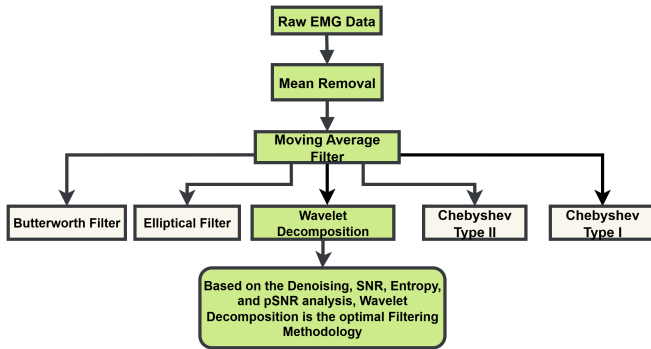 Raw EMG Data
Mean Removal
Moving Average
Filter
Butterworth Filter
Elliptical Filter
Wavelet
Decomposition
Chebyshev
Type II
Chebyshev
Type I
Based on the Denoising, SNR, Entropy,
and pSNR analysis, Wavelet
Decomposition is the optimal Filtering
Methodology